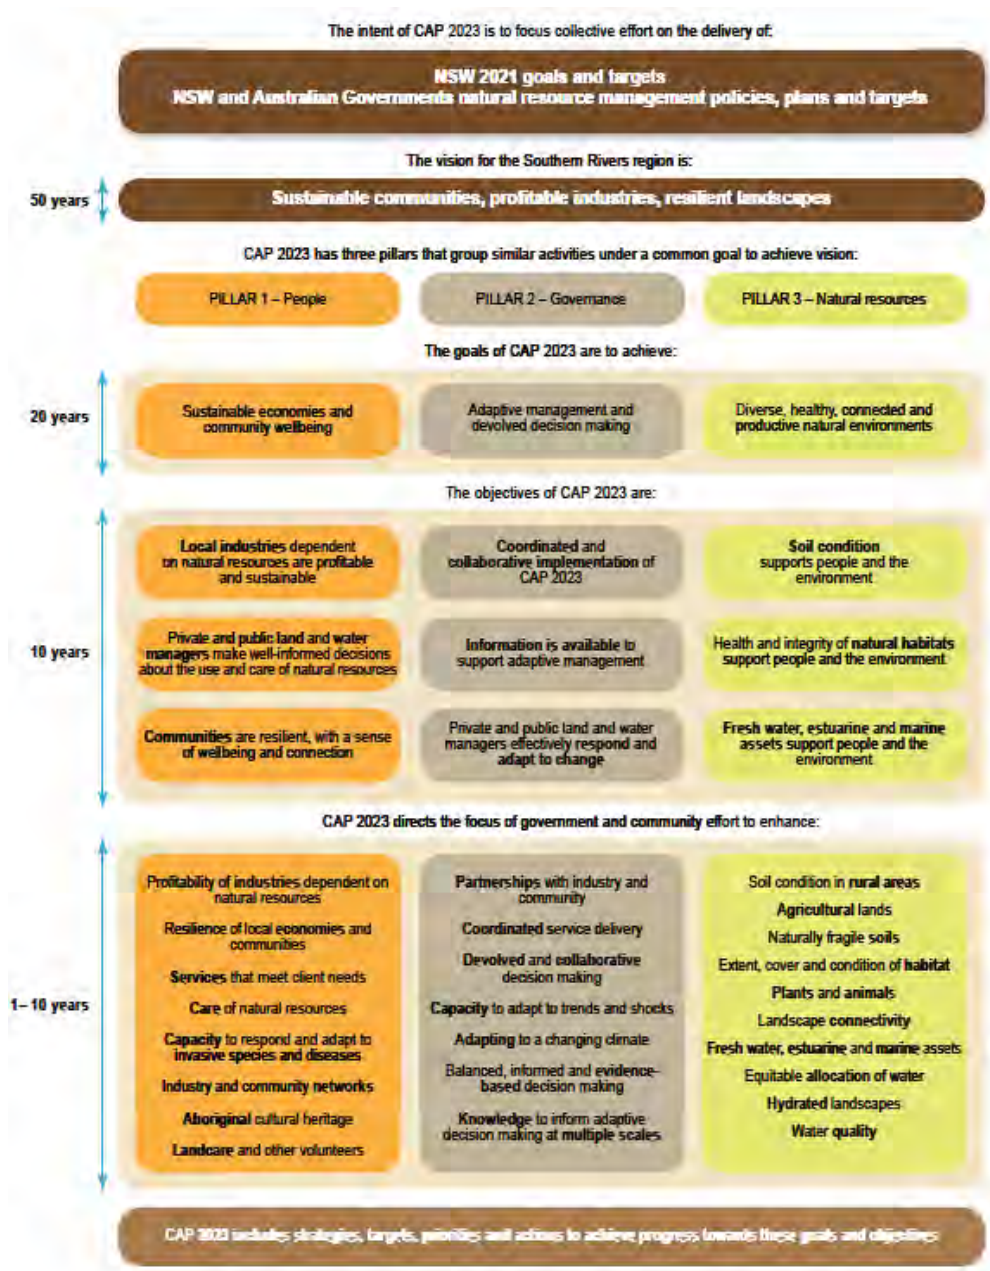 The intent of CAP 2023 is to focus collective effort on the delivery of:
NSW 2021 goals and targets
NSW and Australian Governments natural resource management policies, plans and targets
The vision for the Southern Rivers region is:
50 years
Sustainable communities, profitable industries, resilient landscapes
CAP 2023 has three pillars that group similar activities under a common goal to achieve vision:
PILLAR 1 – People
PILLAR 2 – Governance
PILLAR 3 – Natural resources
The goals of CAP 2023 are to achieve:
20 years
Sustainable economies and
community wellbeing
Adaptive management and
devolved decision making
Diverse, healthy, connected and
productive natural environments
The objectives of CAP 2023 are:
10 years
Local industries dependent
on natural resources are profitable
and sustainable
Coordinated and
collaborative implementation of
CAP 2023
Soil condition
supports people and the
environment
Private and public land and water
managers make well-informed decisions
about the use and care of natural resources
Information is available to
support adaptive management
Health and integrity of natural habitats
support people and the environment
Communities are resilient, with a sense
of wellbeing and connection
Private and public land and water
managers effectively respond and
adapt to change
Fresh water, estuarine and marine
assets support people and the
environment
CAP 2023 directs the focus of government and community effort to enhance:
1– 10 years
Profitability of industries dependent on
natural resources
Resilience of local economies and
communities
Services that meet client needs
Care of natural resources
Capacity to respond and adapt to
invasive species and diseases
Industry and community networks
Aboriginal cultural heritage
Landcare and other volunteers
Partnerships with industry and
community
Coordinated service delivery
Devolved and collaborative
decision making
Capacity to adapt to trends and shocks
Adapting to a changing climate
Balanced, informed and evidence-
based decision making
Knowledge to inform adaptive
decision making at multiple scales
Soil condition in rural areas
Agricultural lands
Naturally fragile soils
Extent, cover and condition of habitat
Plants and animals
Landscape connectivity
Fresh water, estuarine and marine assets
Equitable allocation of water
Hydrated landscapes
Water quality
CAP 2023 includes strategies, targets, priorities and actions to achieve progress towards these goals and objectives